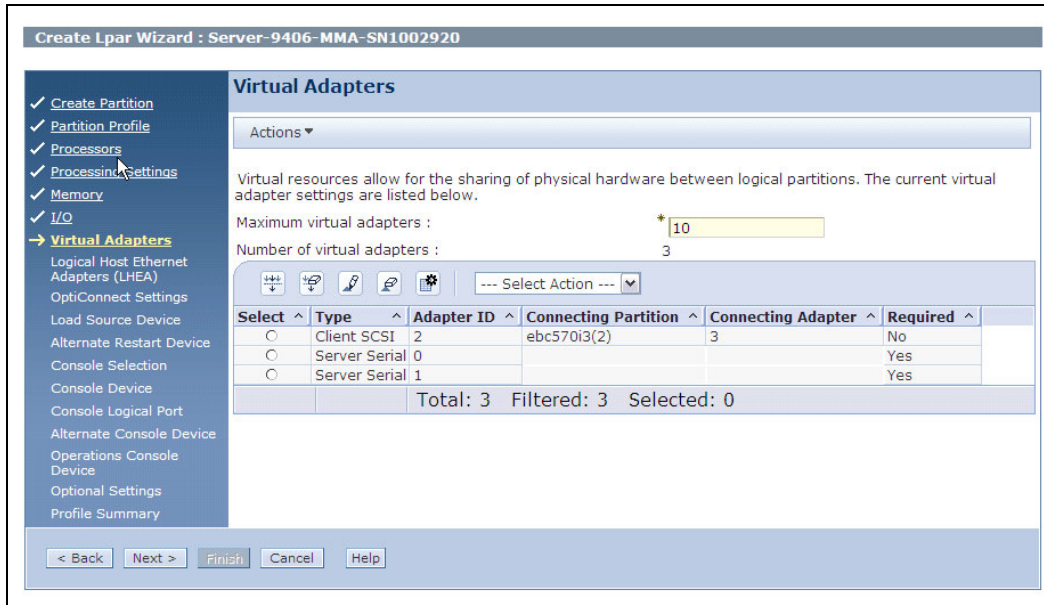 Create Lpar Wizard : Server-9406-MMA-SN1002920
Create Partition
Partition Profile
Processors
Processing Settings
Memory
I/O
Virtual Adapters
Logical Host Ethernet
Adapters (LHEA)
OptiConnect Settings
Load Source Device
Alternate Restart Device
Console Selection
Console Device
Console Logical Port
Alternate Console Device
Operations Console
Device
Optional Settings
Profile Summary
Virtual Adapters
Actions
Virtual resources allow for the sharing of physical hardware between logical partitions. The current virtual
adapter settings are listed below.
Maximum virtual adapters : * 10
Number of virtual adapters : 3
--- Select Action ---
Select ^ Type ^ Adapter ID ^ Connecting Partition ^ Connecting Adapter ^ Required ^
Client SCSI 2 ebc570i3(2) 3 No
Server Serial 0 Yes
Server Serial 1 Yes
Total: 3 Filtered: 3 Selected: 0
< Back Next > Finish Cancel Help